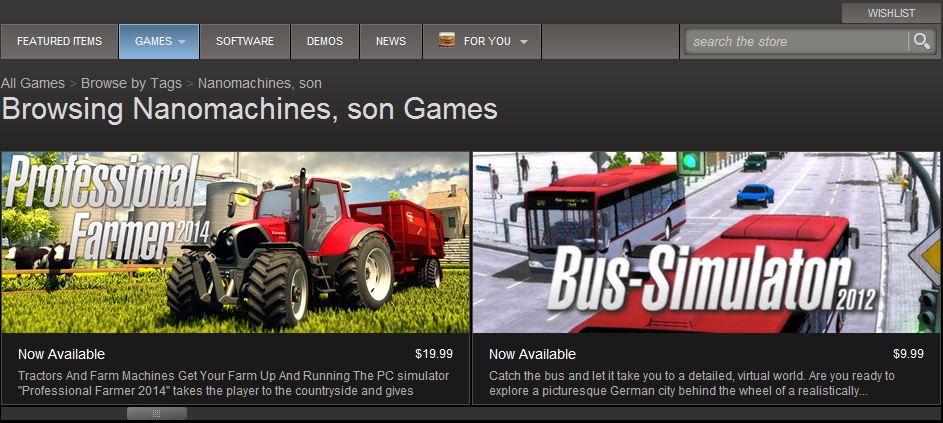 WISHLIST
FEATURED ITEMS GAMES SOFTWARE DEMOS NEWS FOR YOU search the store
All Games > Browse by Tags > Nanomachines, son
Browsing Nanomachines, son Games
Professional
Farmer 2014
Bus-Simulator
2012
Now Available $19.99
Tractors And Farm Machines Get Your Farm Up And Running The PC simulator
"Professional Farmer 2014" takes the player to the countryside and gives
Now Available $9.99
Catch the bus and let it take you to a detailed, virtual world. Are you ready to
explore a picturesque German city behind the wheel of a realistically...